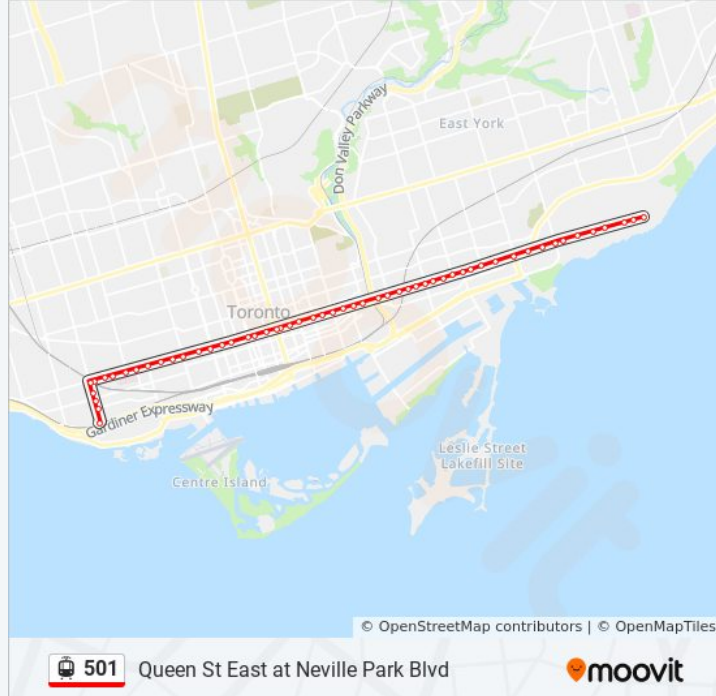 East York
Don Valley Parkway
Toronto
Gardiner Expressway
Leslie Street
Lakefill Site
Centre Island
© OpenStreetMap contributors | © OpenMapTiles
501 Queen St East at Neville Park Blvd
moovit